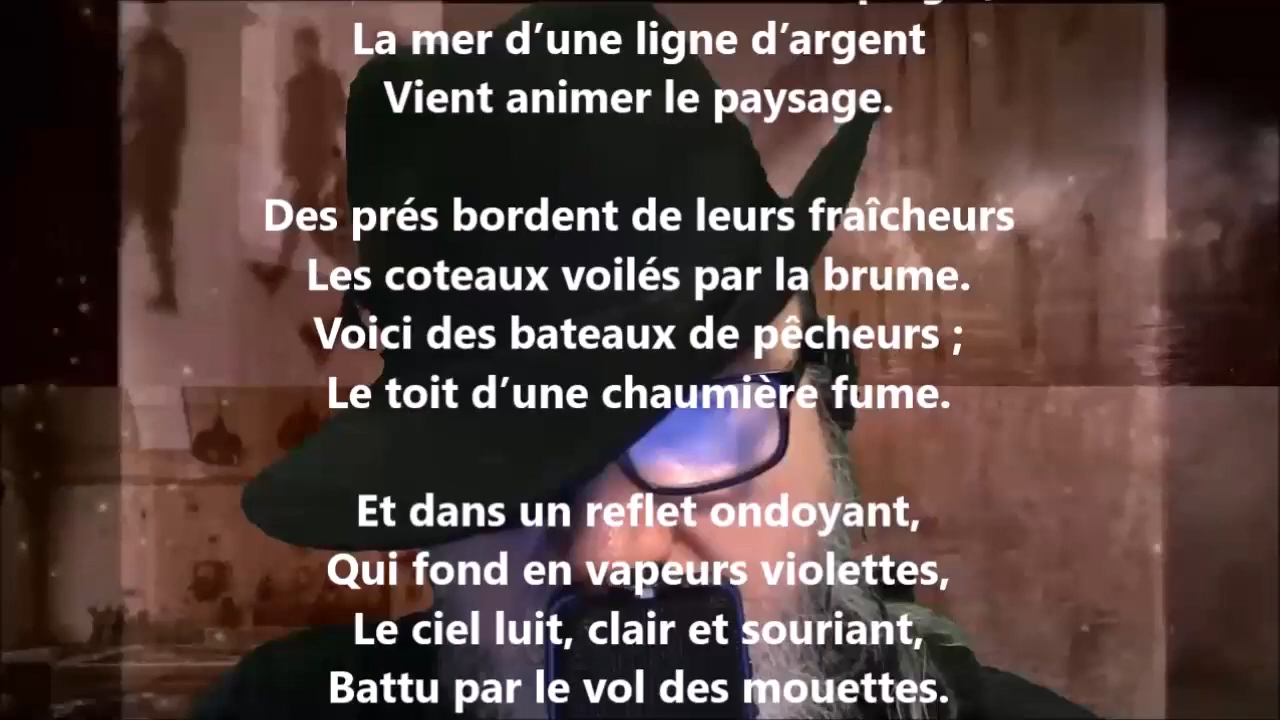 La mer d’une ligne d’argent
Vient animer le paysage.
Des prés bordent de leurs fraîcheurs
Les coteaux voilés par la brume.
Voici des bateaux de pêcheurs ;
Le toit d’une chaumière fume.
Et dans un reflet ondoyant,
Qui fond en vapeurs violettes,
Le ciel luit, clair et souriant,
Battu par le vol des mouettes.